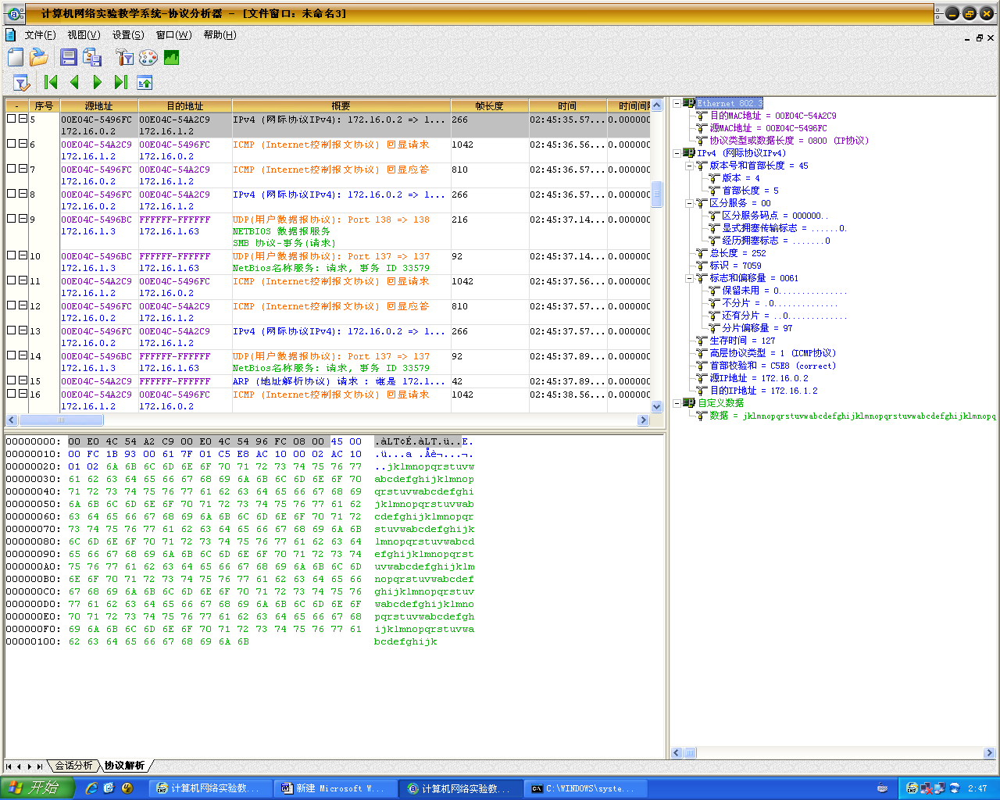 计算机网络实验教学系统-协议分析器 - [文件窗口: 未命名3]
文件(F) 视图(V) 设置(S) 窗口(W) 帮助(H)
- 序号 源地址 目的地址 概要 帧长度 时间 时间间
5 00E04C-5496FC 00E04C-54A2C9 IPv4 (网际协议IPv4): 172.16.0.2 => 1... 266 02:45:35.57... 0.000000
172.16.0.2 172.16.1.2
6 00E04C-54A2C9 00E04C-5496FC ICMP (Internet控制报文协议) 回显请求 1042 02:45:36.56... 0.000000
172.16.1.2 172.16.0.2
7 00E04C-5496FC 00E04C-54A2C9 ICMP (Internet控制报文协议) 回显应答 810 02:45:36.57... 0.000000
172.16.0.2 172.16.1.2
8 00E04C-5496FC 00E04C-54A2C9 IPv4 (网际协议IPv4): 172.16.0.2 => 1... 266 02:45:36.57... 0.000000
172.16.0.2 172.16.1.2
9 00E04C-5496BC FFFFFF-FFFFFF UDP(用户数据报协议): Port 138 => 138 216 02:45:37.14... 0.000000
172.16.1.3 172.16.1.63 NETBIOS 数据报服务
SMB 协议-事务(请求)
10 00E04C-5496BC FFFFFF-FFFFFF UDP(用户数据报协议): Port 137 => 137 92 02:45:37.14... 0.000000
172.16.1.3 172.16.1.63 NetBios名称服务: 请求, 事务 ID 33579
11 00E04C-54A2C9 00E04C-5496FC ICMP (Internet控制报文协议) 回显请求 1042 02:45:37.56... 0.000000
172.16.1.2 172.16.0.2
12 00E04C-5496FC 00E04C-54A2C9 ICMP (Internet控制报文协议) 回显应答 810 02:45:37.57... 0.000000
172.16.0.2 172.16.1.2
13 00E04C-5496FC 00E04C-54A2C9 IPv4 (网际协议IPv4): 172.16.0.2 => 1... 266 02:45:37.57... 0.000000
172.16.0.2 172.16.1.2
14 00E04C-5496BC FFFFFF-FFFFFF UDP(用户数据报协议): Port 137 => 137 92 02:45:37.89... 0.000000
172.16.1.3 172.16.1.63 NetBios名称服务: 请求, 事务 ID 33579
15 00E04C-54A2C9 FFFFFF-FFFFFF ARP (地址解析协议) 请求 : 谁是 172.1... 42 02:45:37.89... 0.000000
16 00E04C-54A2C9 00E04C-5496FC ICMP (Internet控制报文协议) 回显请求 1042 02:45:38.56... 0.000000
172.16.1.2 172.16.0.2
Ethernet 802.3
目的MAC地址 = 00E04C-54A2C9
源MAC地址 = 00E04C-5496FC
协议类型或数据长度 = 0800 (IP协议)
IPv4 (网际协议IPv4)
版本号和首部长度 = 45
版本 = 4
首部长度 = 5
区分服务 = 00
区分服务码点 = 000000..
显式拥塞传输标志 = ......0.
经历拥塞标志 = .......0
总长度 = 252
标识 = 7059
标志和偏移量 = 0061
保留未用 = 0...............
不分片 = .0..............
还有分片 = ..0.............
分片偏移量 = 97
生存时间 = 127
高层协议类型 = 1 (ICMP协议)
首部校验和 = C5E8 (correct)
源IP地址 = 172.16.0.2
目的IP地址 = 172.16.1.2
自定义数据
数据 = jklmnopqrstuvwabcdefghijklmnopqrstuvwabcdefghijklmnopq
00000000: 00 E0 4C 54 A2 C9 00 E0 4C 54 96 FC 08 00 45 00 .àLT¢É.àLT.ü..E.
00000010: 00 FC 1B 93 00 61 7F 01 C5 E8 AC 10 00 02 AC 10 .ü...a .Åè¬...¬.
00000020: 01 02 6A 6B 6C 6D 6E 6F 70 71 72 73 74 75 76 77 ..jklmnopqrstuvw
00000030: 61 62 63 64 65 66 67 68 69 6A 6B 6C 6D 6E 6F 70 abcdefghijklmnop
00000040: 71 72 73 74 75 76 77 61 62 63 64 65 66 67 68 69 qrstuvwabcdefghi
00000050: 6A 6B 6C 6D 6E 6F 70 71 72 73 74 75 76 77 61 62 jklmnopqrstuvwab
00000060: 63 64 65 66 67 68 69 6A 6B 6C 6D 6E 6F 70 71 72 cdefghijklmnopqr
00000070: 73 74 75 76 77 61 62 63 64 65 66 67 68 69 6A 6B stuvwabcdefghijk
00000080: 6C 6D 6E 6F 70 71 72 73 74 75 76 77 61 62 63 64 lmnopqrstuvwabcd
00000090: 65 66 67 68 69 6A 6B 6C 6D 6E 6F 70 71 72 73 74 efghijklmnopqrst
000000A0: 75 76 77 61 62 63 64 65 66 67 68 69 6A 6B 6C 6D uvwabcdefghijklm
000000B0: 6E 6F 70 71 72 73 74 75 76 77 61 62 63 64 65 66 nopqrstuvwabcdef
000000C0: 67 68 69 6A 6B 6C 6D 6E 6F 70 71 72 73 74 75 76 ghijklmnopqrstuv
000000D0: 77 61 62 63 64 65 66 67 68 69 6A 6B 6C 6D 6E 6F wabcdefghijklmno
000000E0: 70 71 72 73 74 75 76 77 61 62 63 64 65 66 67 68 pqrstuvwabcdefgh
000000F0: 69 6A 6B 6C 6D 6E 6F 70 71 72 73 74 75 76 77 61 ijklmnopqrstuvwa
00000100: 62 63 64 65 66 67 68 69 6A 6B bcdefghijk
会话分析 协议解析
开始 计算机网络实验教... 新建 Microsoft W... 计算机网络实验教... C:\WINDOWS\syste... 2:47